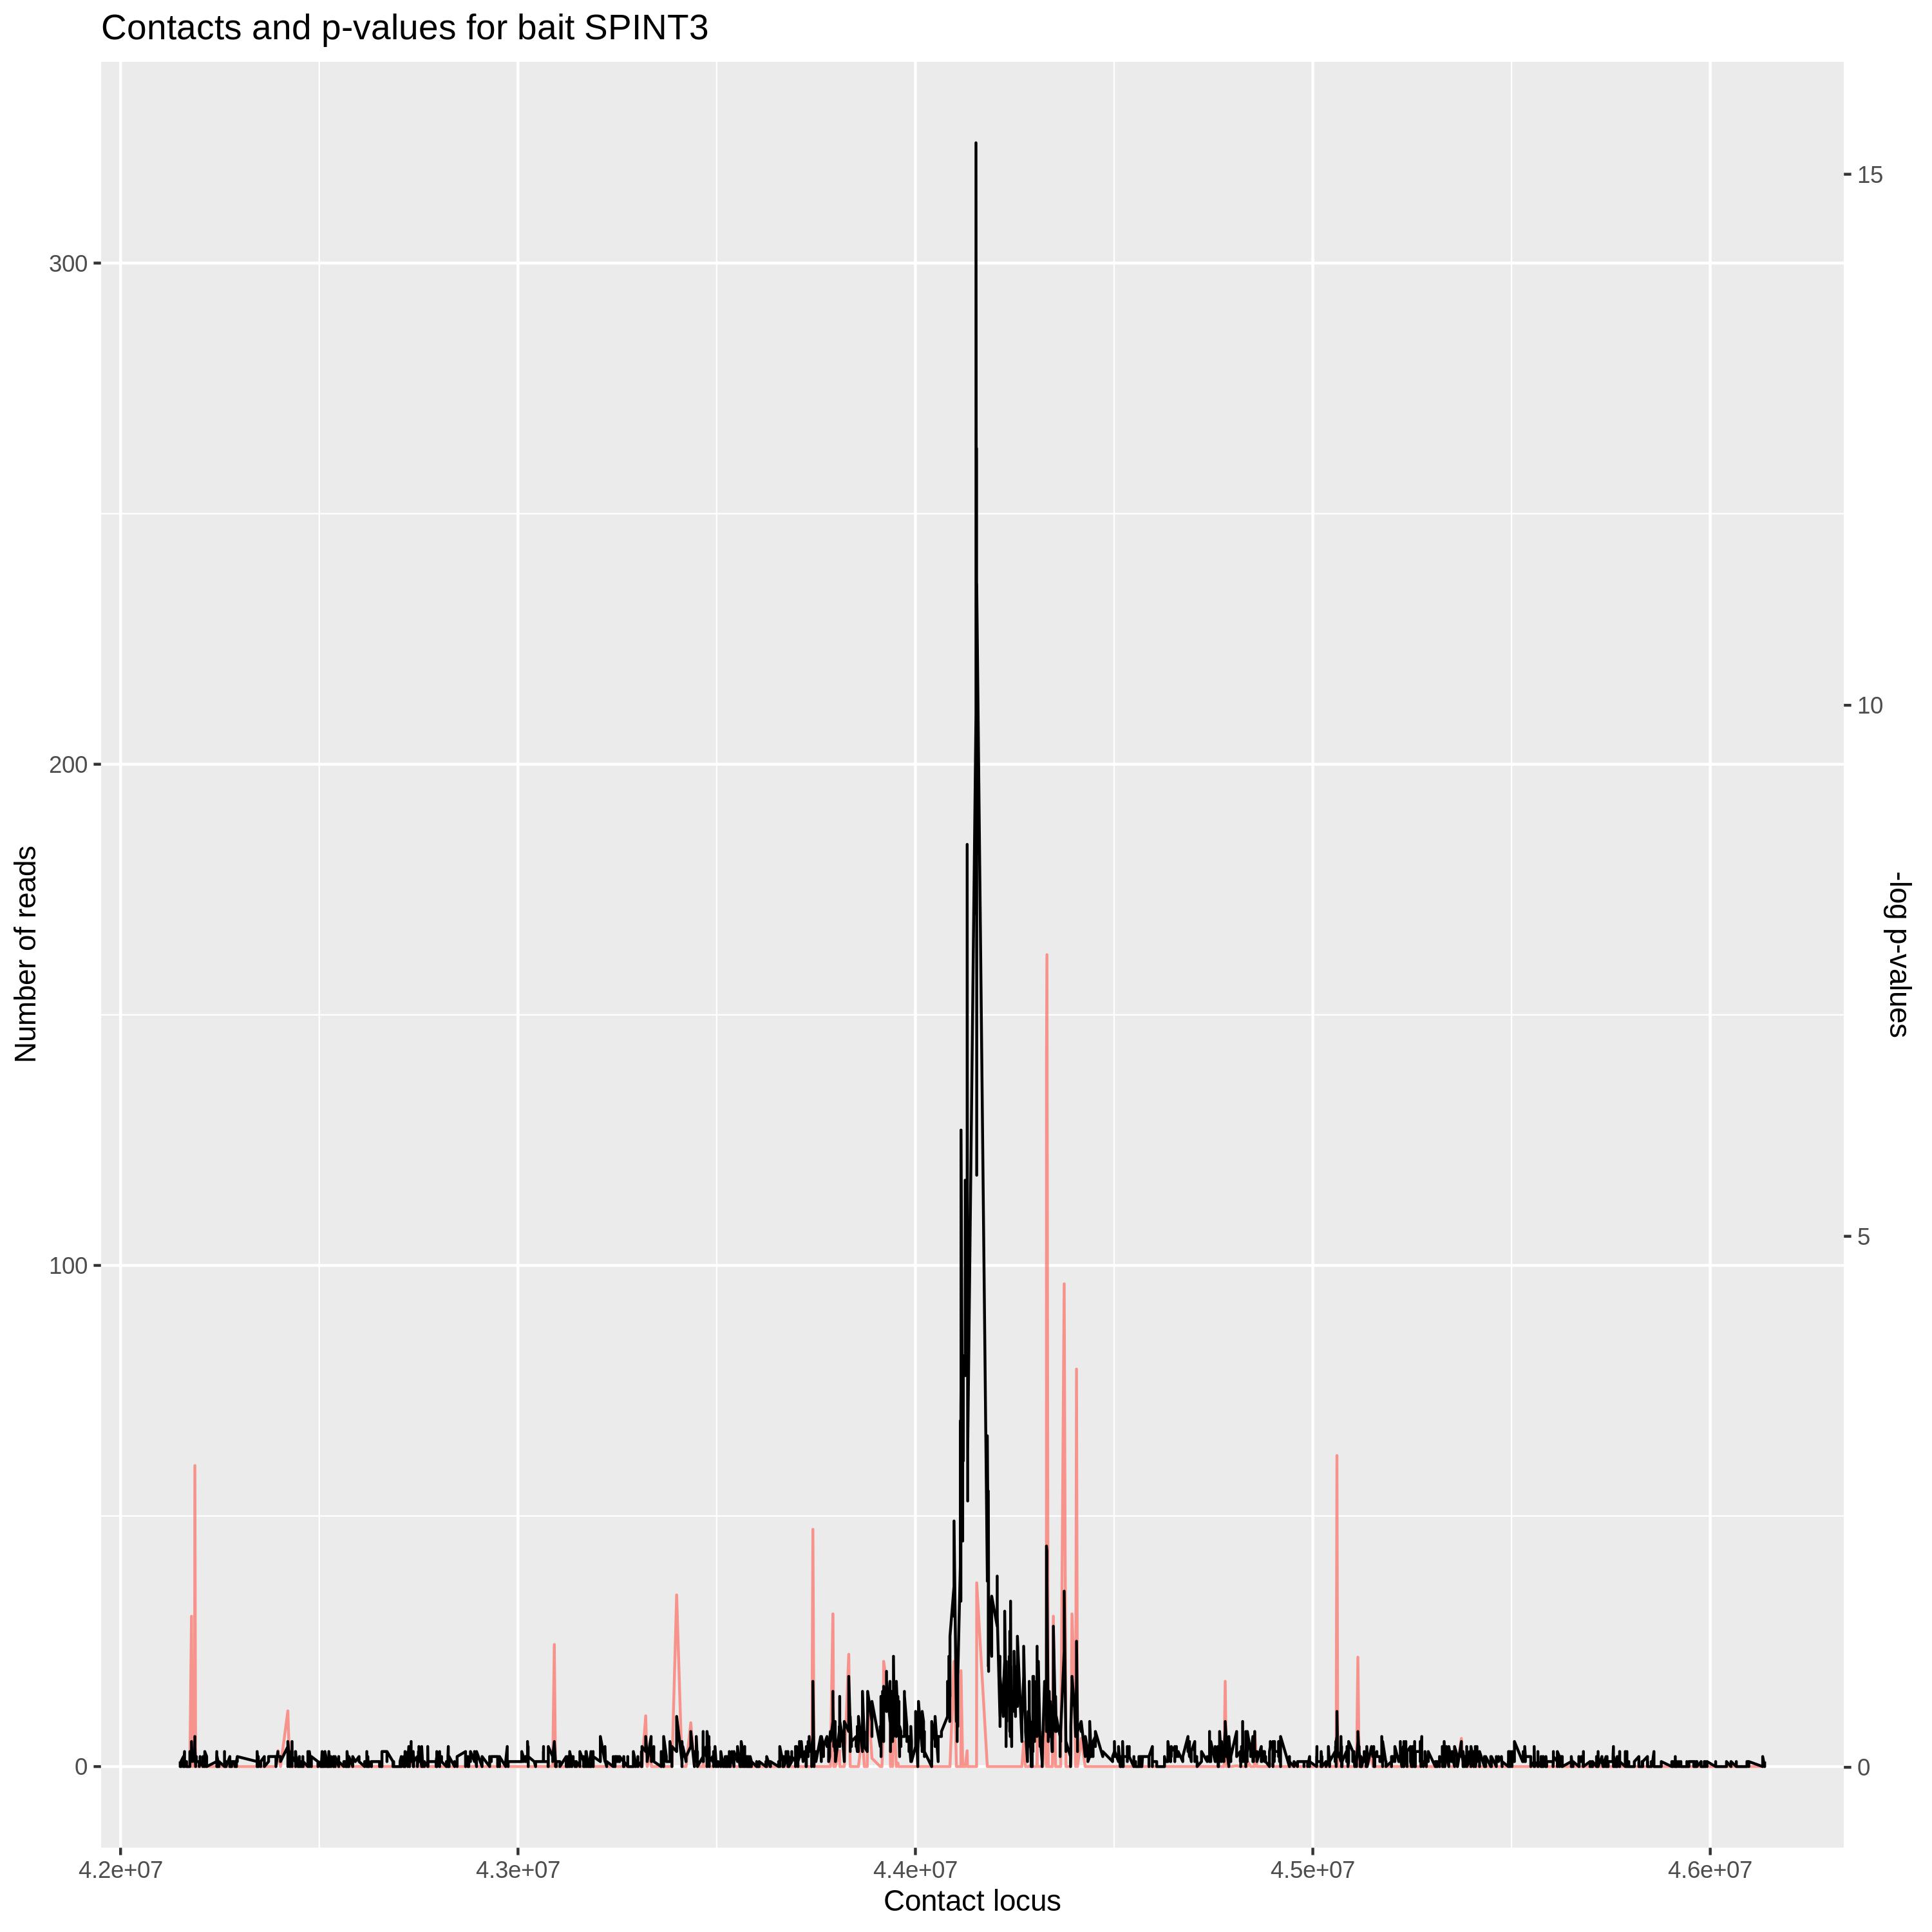 Contacts and p-values for bait SPINT3
Number of reads
300
200
100
0
15
10
5
0
-log p-values
4.2e+07
4.3e+07
4.4e+07
4.5e+07
4.6e+07
Contact locus